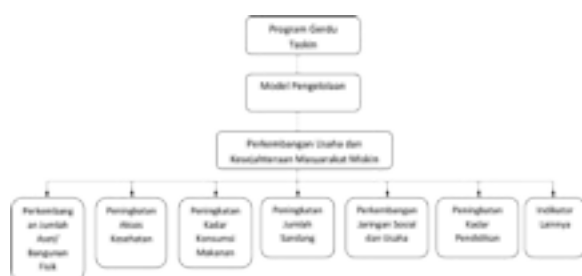 Program Gerdu
Taskin
Model Pengelolaan
Perkembangan Usaha dan
Kesejahteraan Masyarakat Miskin
Perkembang
an Jumlah
Aset/
Bangunan
Fisik
Peningkatan
Akses
Kesehatan
Peningkatan
Kadar
Konsumsi
Makanan
Peningkatan
Jumlah
Sandang
Perkembangan
Jaringan Sosial
dan Usaha
Peningkatan
Kadar
Pendidikan
Indikator
Lainnya